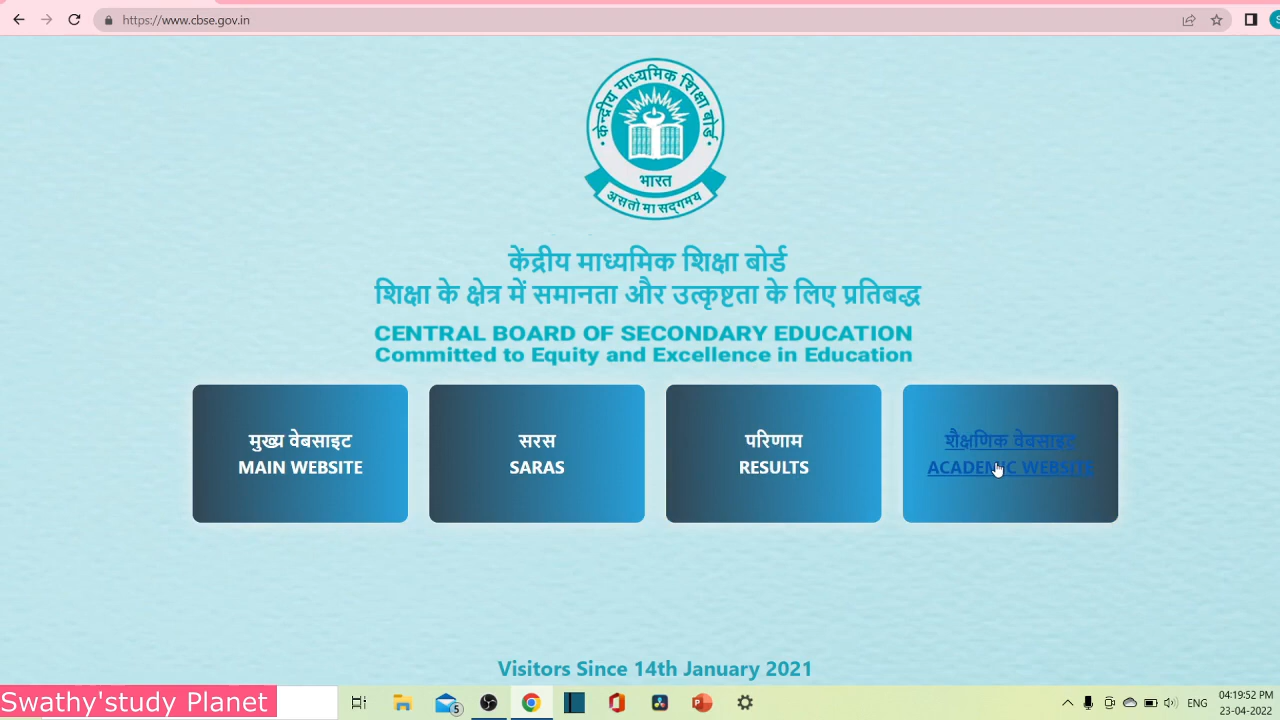 https://www.cbse.gov.in
केन्द्रीय माध्यमिक शिक्षा बोर्ड
भारत
असतो मा सद्गमय
केंद्रीय माध्यमिक शिक्षा बोर्ड
शिक्षा के क्षेत्र में समानता और उत्कृष्टता के लिए प्रतिबद्ध
CENTRAL BOARD OF SECONDARY EDUCATION
Committed to Equity and Excellence in Education
मुख्य वेबसाइट
MAIN WEBSITE
सरस
SARAS
परिणाम
RESULTS
शैक्षणिक वेबसाइट
ACADEMIC WEBSITE
Visitors Since 14th January 2021
Swathy'study Planet
5
ENG
04:19:52 PM
23-04-2022